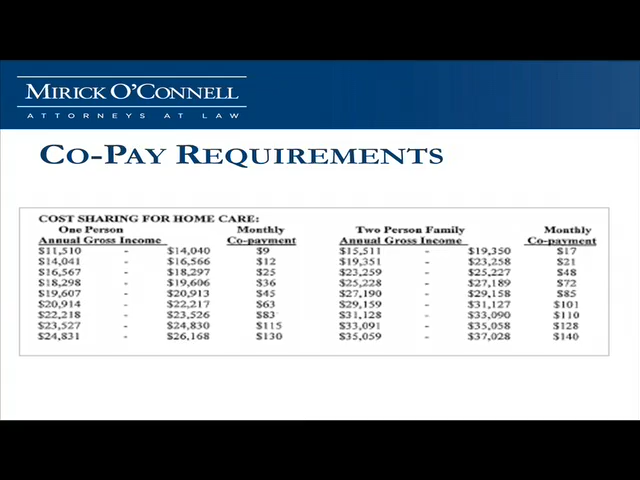 MIRICK O'CONNELL
ATTORNEYS AT LAW
CO-PAY REQUIREMENTS
COST SHARING FOR HOME CARE:
One Person Monthly Two Person Family Monthly
Annual Gross Income Co-payment Annual Gross Income Co-payment
$11,510 - $14,040 $9 $15,511 - $19,350 $17
$14,041 - $16,566 $12 $19,351 - $23,258 $21
$16,567 - $18,297 $25 $23,259 - $25,227 $48
$18,298 - $19,606 $36 $25,228 - $27,189 $72
$19,607 - $20,913 $45 $27,190 - $29,158 $85
$20,914 - $22,217 $63 $29,159 - $31,127 $101
$22,218 - $23,526 $83 $31,128 - $33,090 $110
$23,527 - $24,830 $115 $33,091 - $35,058 $128
$24,831 - $26,168 $130 $35,059 - $37,028 $140